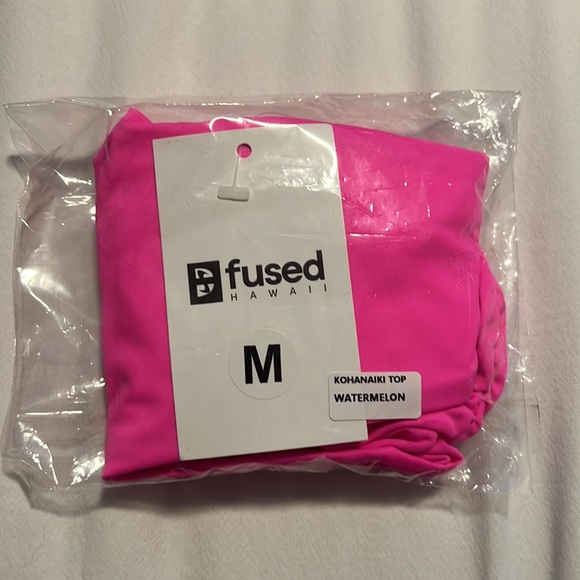 fused
HAWAII
M
KOHANAIKI TOP
WATERMELON